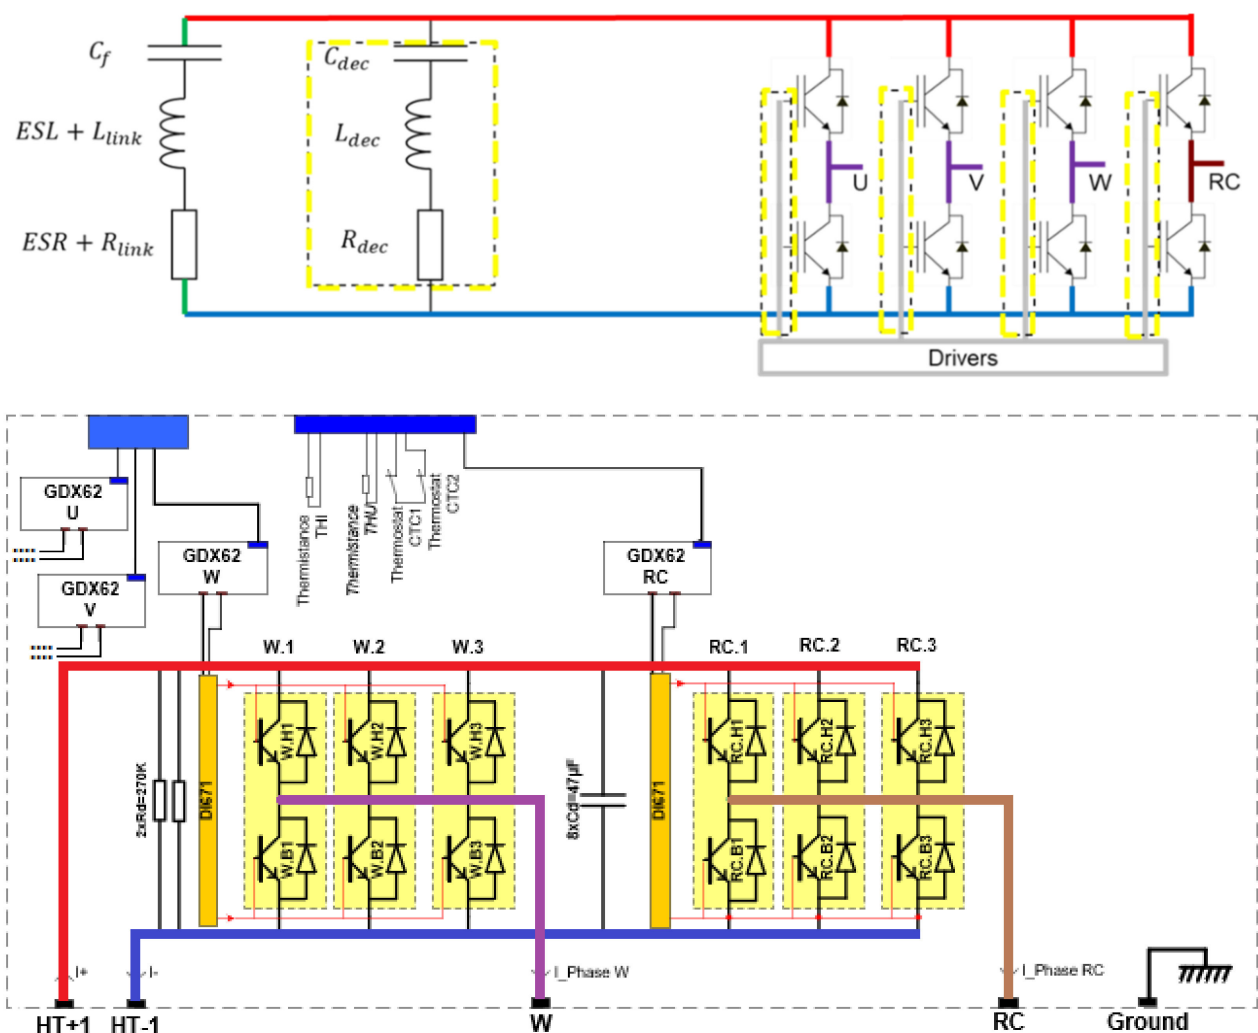 C_f
C_dec
ESL + L_link
L_dec
ESR + R_link
R_dec
U
V
W
RC
Drivers
GDX62
U
GDX62
V
GDX62
W
Thermistance
THI
Thermistance
THU
Thermostat
CTC1
Thermostat
CTC2
GDX62
RC
W.1
W.2
W.3
RC.1
RC.2
RC.3
2xRd=270K
DI671
W.H1
W.H2
W.H3
W.B1
W.B2
W.B3
8xCd=47µF
DI671
RC.H1
RC.H2
RC.H3
RC.B1
RC.B2
RC.B3
I+
I-
I_Phase W
I_Phase RC
HT+1
HT-1
W
RC
Ground